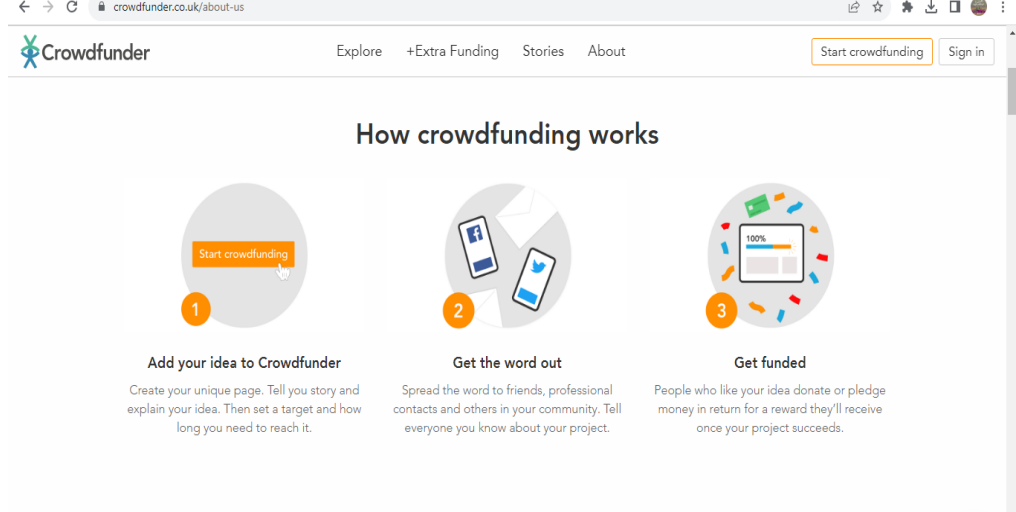 crowdfunder.co.uk/about-us
Crowdfunder
Explore
+Extra Funding
Stories
About
Start crowdfunding
Sign in
How crowdfunding works
Start crowdfunding
1
2
100%
3
Add your idea to Crowdfunder
Create your unique page. Tell you story and
explain your idea. Then set a target and how
long you need to reach it.
Get the word out
Spread the word to friends, professional
contacts and others in your community. Tell
everyone you know about your project.
Get funded
People who like your idea donate or pledge
money in return for a reward they'll receive
once your project succeeds.